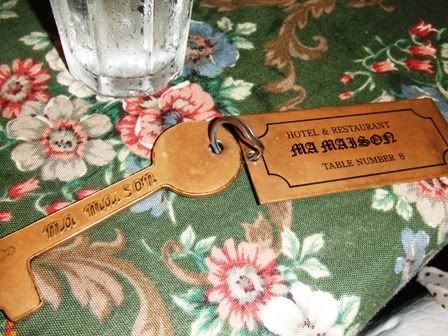 HOTEL & RESTAURANT
MA MAISON
TABLE NUMBER 8
Ma Maison